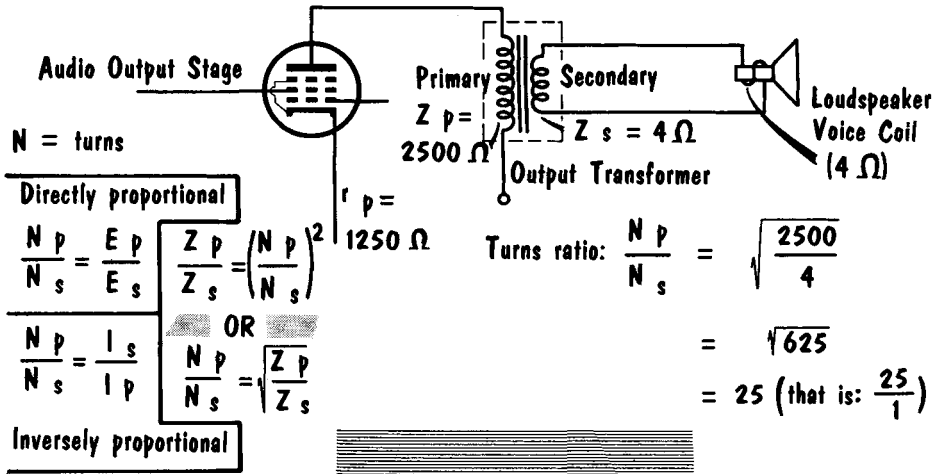 Audio Output Stage
N = turns
Primary
Z p =
2500 Ω
Secondary
Z s = 4 Ω
Output Transformer
Loudspeaker
Voice Coil
(4 Ω)
r p =
1250 Ω
Directly proportional
N p / N s = E p / E s
Z p / Z s = (N p / N s)²
OR
N p / N s = I s / I p
N p / N s = √(Z p / Z s)
Inversely proportional
Turns ratio: N p / N s = √(2500 / 4)
= √625
= 25 (that is: 25 / 1)